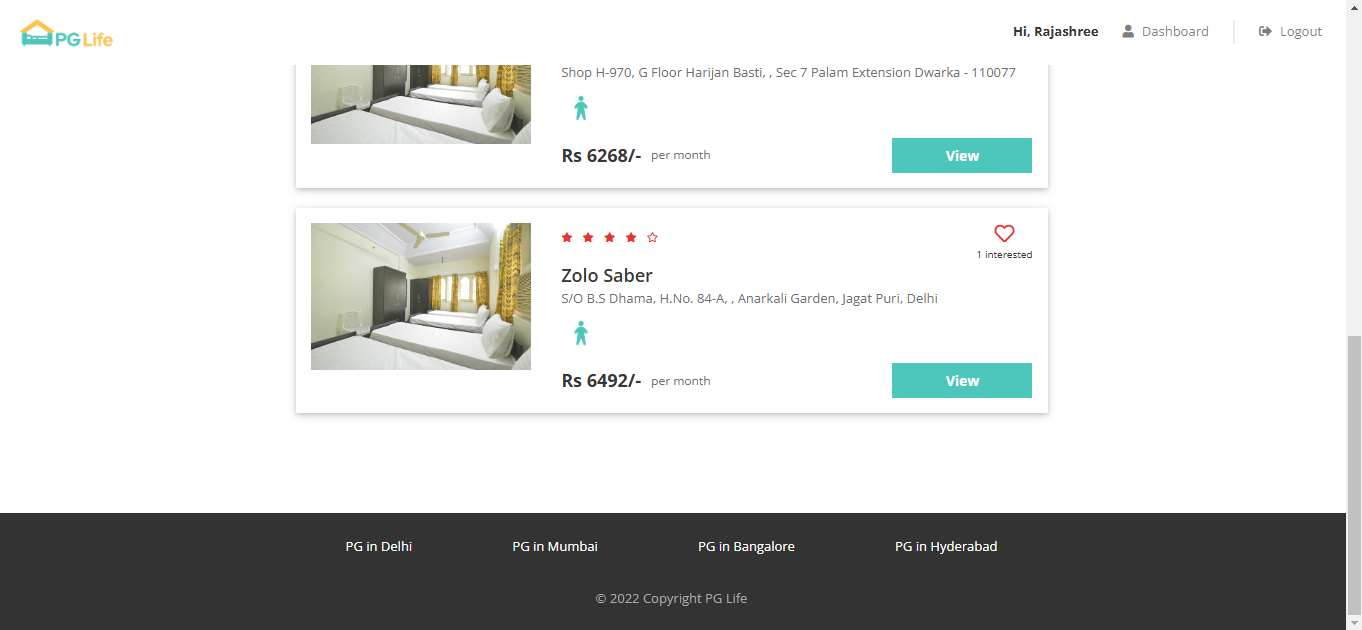 PG Life
Hi, Rajashree
Dashboard
Logout
Shop H-970, G Floor Harijan Basti, , Sec 7 Palam Extension Dwarka - 110077
Rs 6268/- per month
View
1 interested
Zolo Saber
S/O B.S Dhama, H.No. 84-A, , Anarkali Garden, Jagat Puri, Delhi
Rs 6492/- per month
View
PG in Delhi
PG in Mumbai
PG in Bangalore
PG in Hyderabad
© 2022 Copyright PG Life